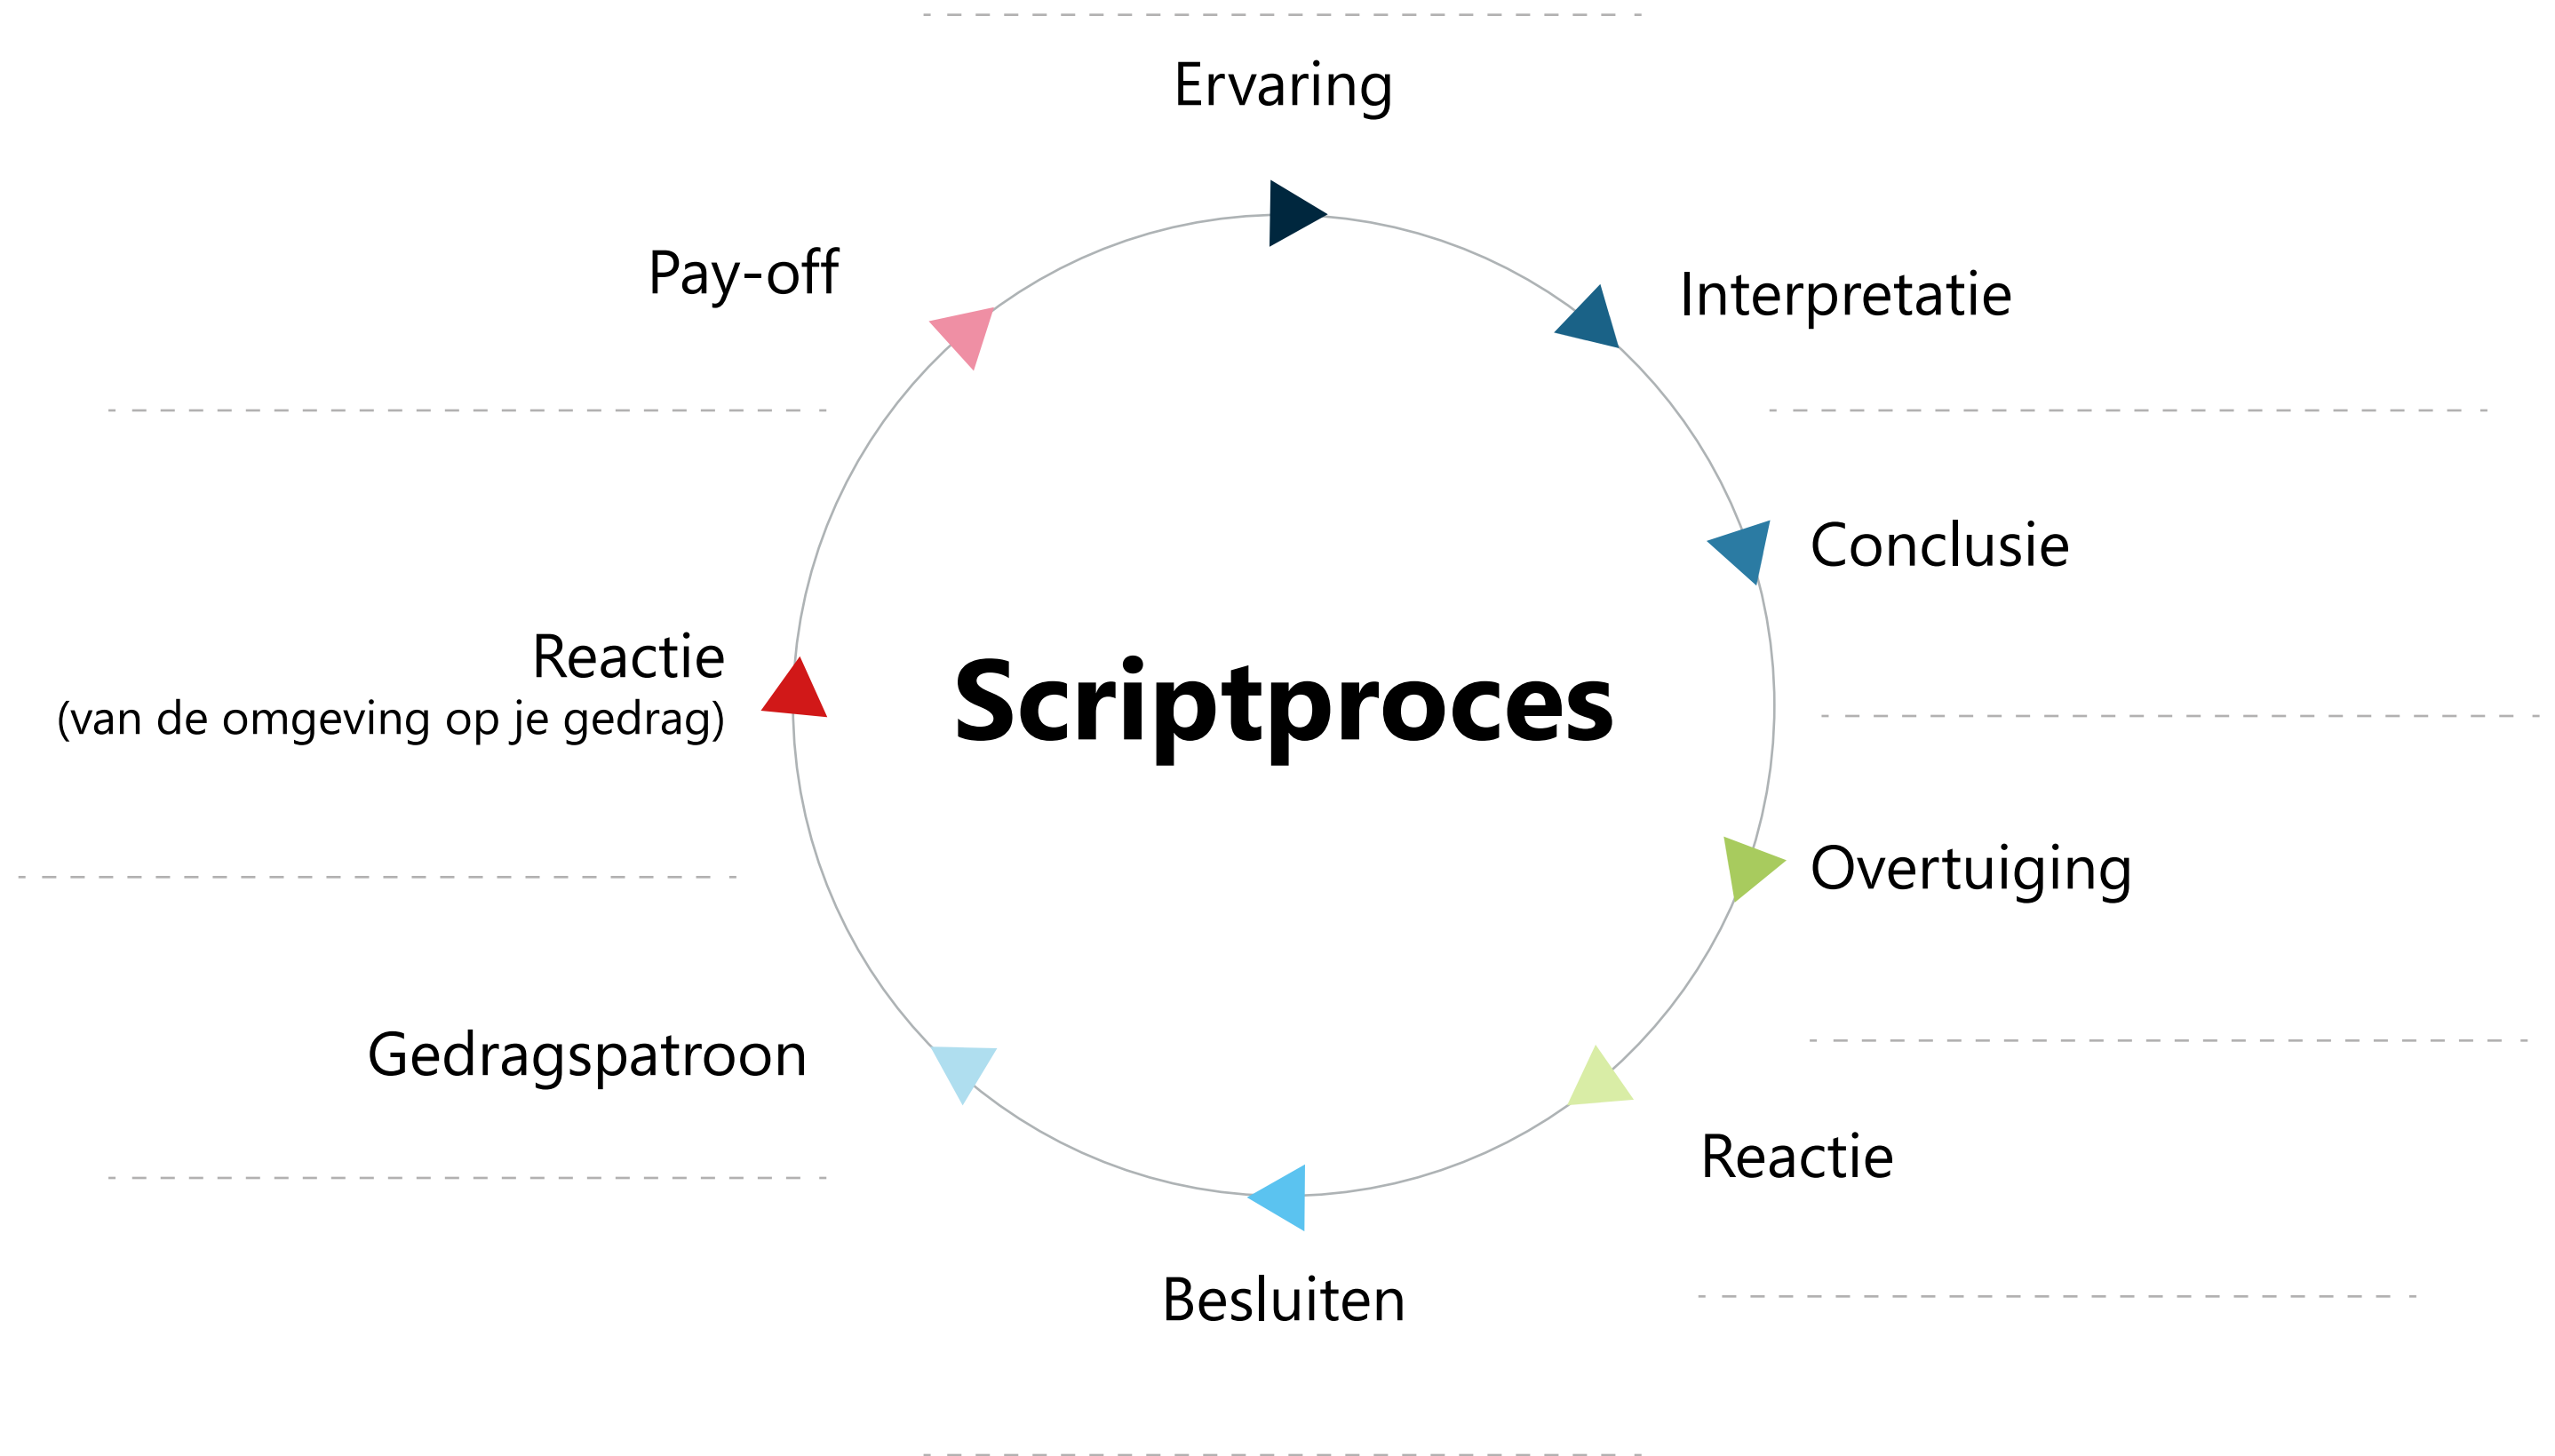 Ervaring
Interpretatie
Conclusie
Overtuiging
Reactie
Besluiten
Gedragspatroon
Reactie
(van de omgeving op je gedrag)
Pay-off
Scriptproces